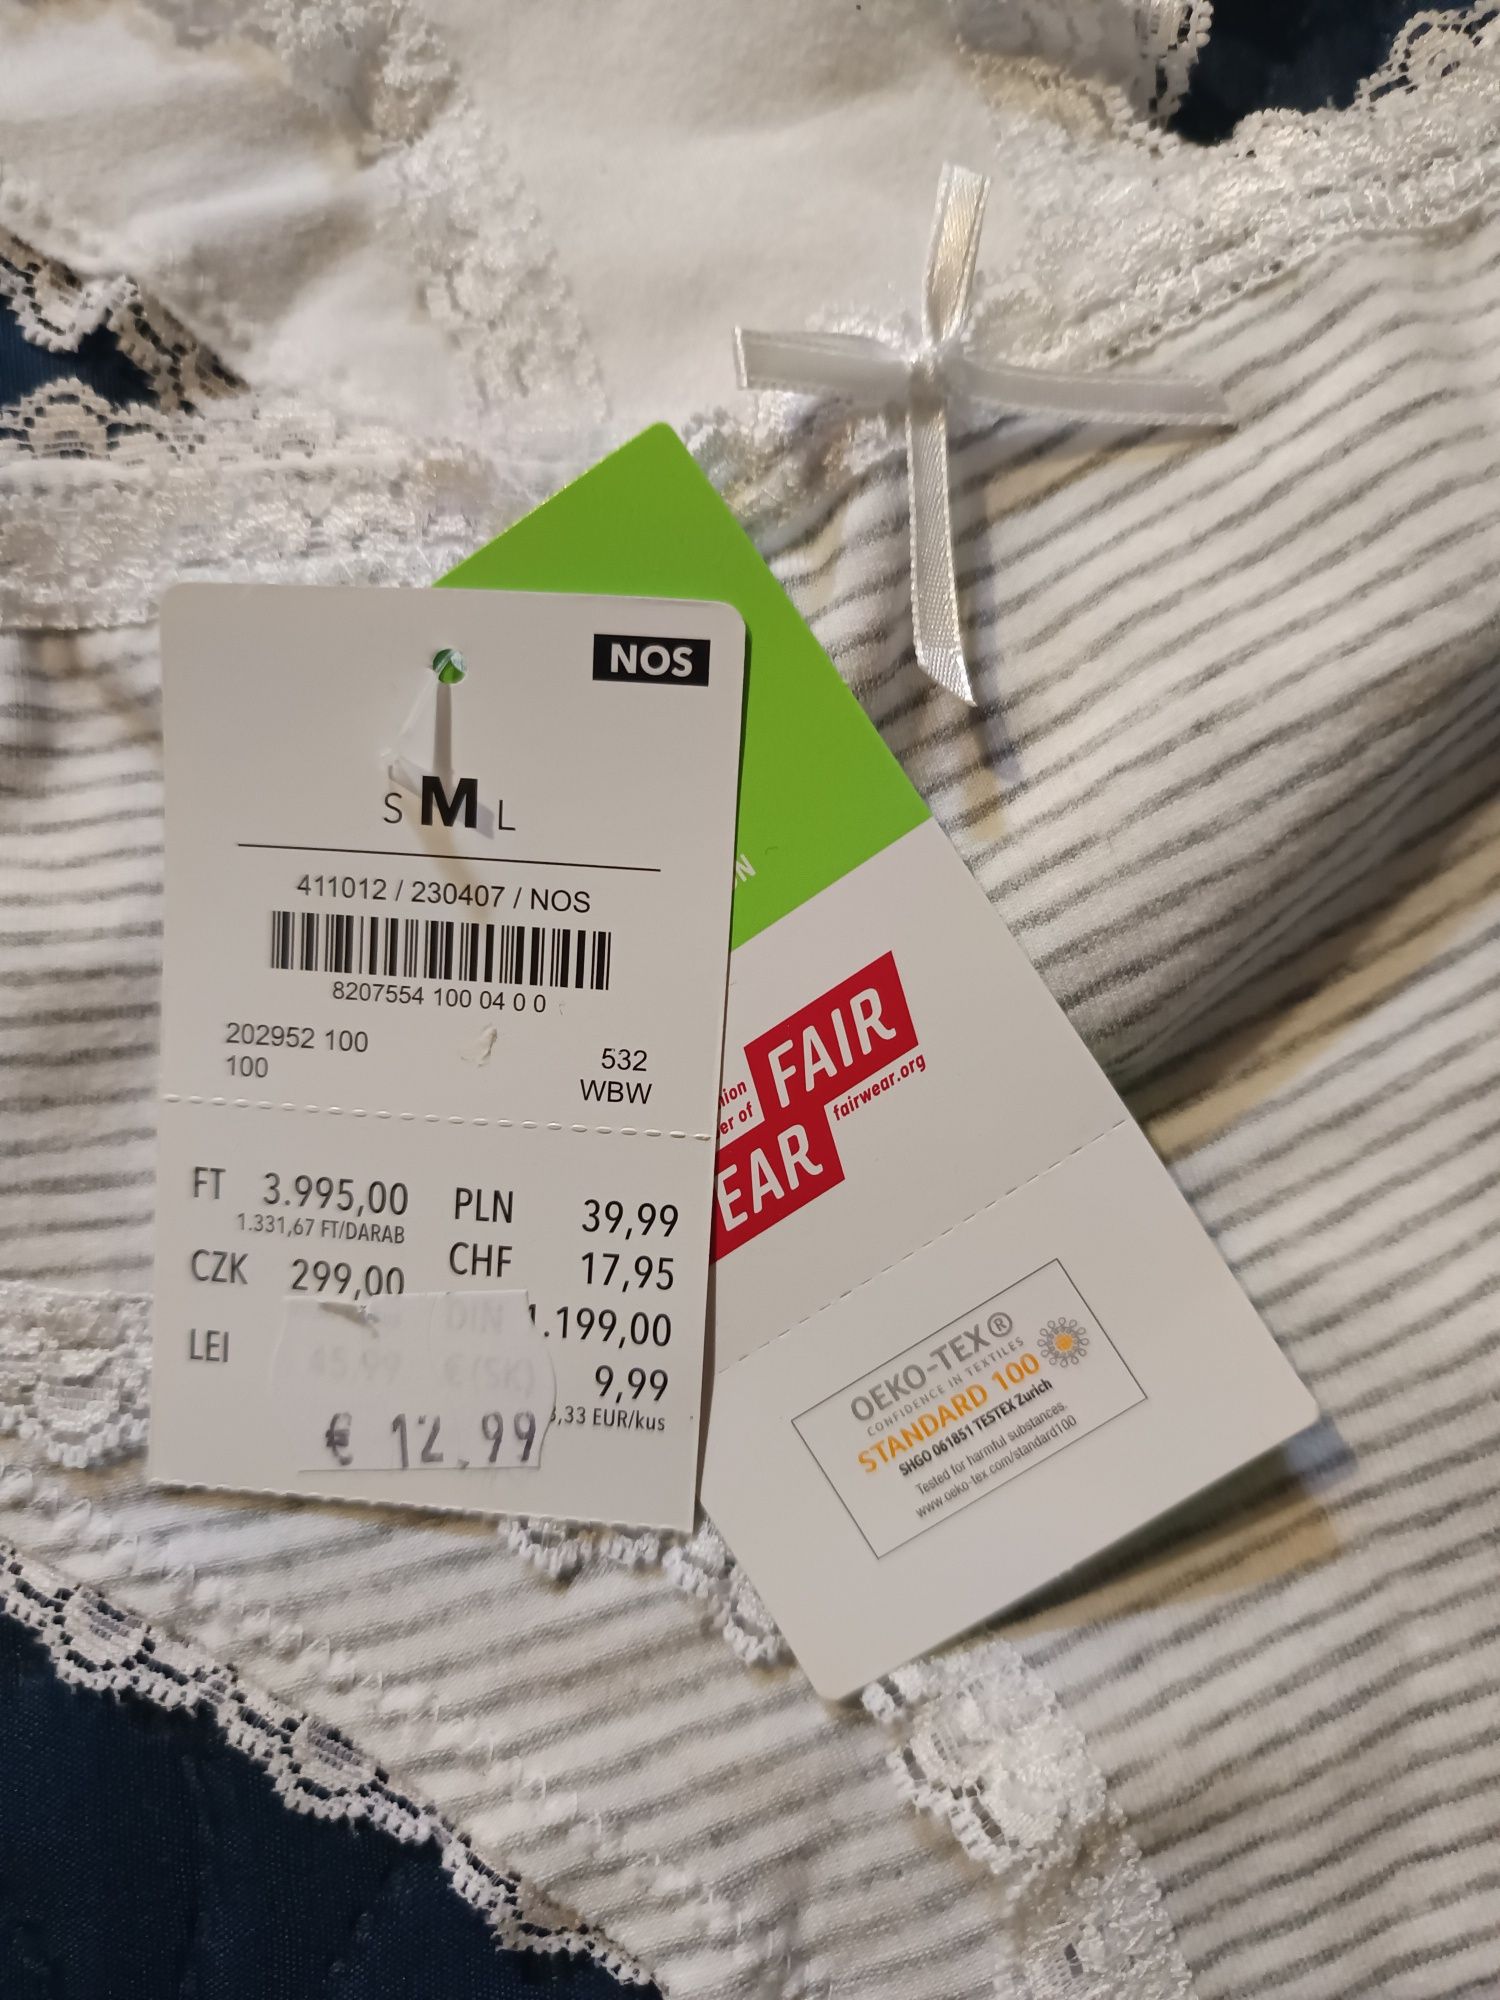 NOS
S M L
411012 / 230407 / NOS
8207554 100 04 0 0
202952 100
100
532
WBW
FT 3.995,00
1.331,67 FT/DARAB
CZK 299,00
LEI
PLN 39,99
CHF 17,95
DIN 1.199,00
€(SK) 9,99
3,33 EUR/kus
€ 12.99
FAIR
fairwear.org
EAR
OEKO-TEX®
CONFIDENCE IN TEXTILES
STANDARD 100
SHGO 061851 TESTEX Zurich
Tested for harmful substances.
www.oeko-tex.com/standard100